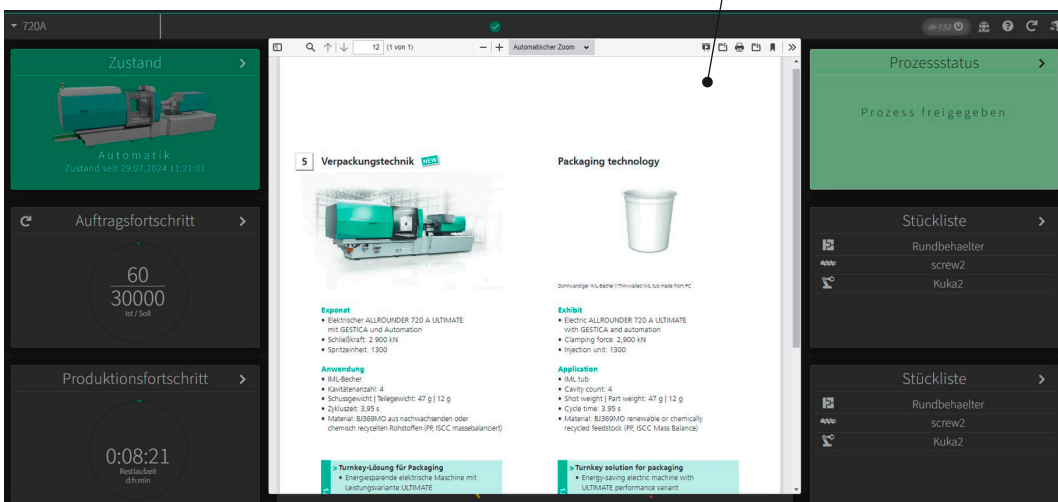 720A
de 7:53
12 (1 von 1)
Automatischer Zoom
Zustand
Automatik
Zustand seit 29.07.2024 11:21:01
Auftragsfortschritt
60
30000
Ist / Soll
Produktionsfortschritt
0:08:21
Restlaufzeit
d:h:min
5 Verpackungstechnik NEW
Exponat
• Elektrischer ALLROUNDER 720 A ULTIMATE
mit GESTICA und Automation
• Schließkraft: 2.900 kN
• Spritzeinheit: 1300
Anwendung
• IML-Becher
• Kavitätenanzahl: 4
• Schussgewicht | Teilegewicht: 47 g | 12 g
• Zykluszeit: 3,95 s
• Material: BJ369MO aus nachwachsenden oder
chemisch recycelten Rohstoffen (PP, ISCC massebalanciert)
> Turnkey-Lösung für Packaging
• Energiesparende elektrische Maschine mit
Leistungsvariante ULTIMATE
Packaging technology
Dünnwandiger IML-Becher | Thin-walled IML tub made from PC
Exhibit
• Electric ALLROUNDER 720 A ULTIMATE
with GESTICA and automation
• Clamping force: 2,900 kN
• Injection unit: 1300
Application
• IML tub
• Cavity count: 4
• Shot weight | Part weight: 47 g | 12 g
• Cycle time: 3.95 s
• Material: BJ369MO renewable or chemically
recycled feedstock (PP, ISCC Mass Balance)
> Turnkey solution for packaging
• Energy-saving electric machine with
ULTIMATE performance variant
Prozessstatus
Prozess freigegeben
Stückliste
Rundbehaelter
screw2
Kuka2
Stückliste
Rundbehaelter
screw2
Kuka2